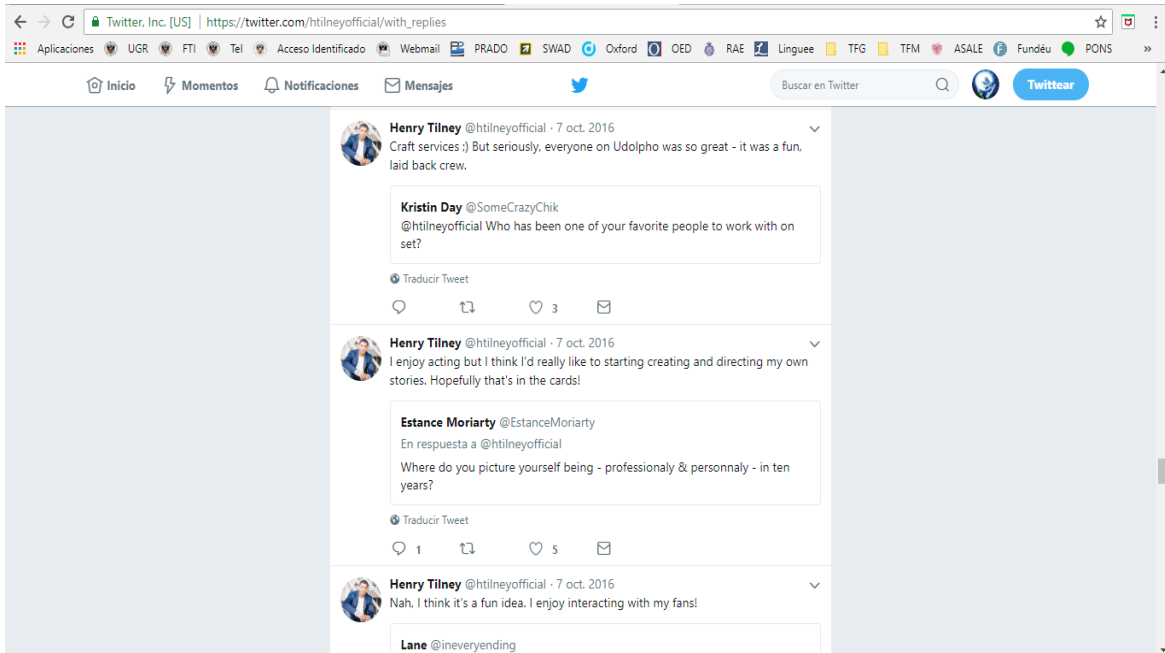 Twitter, Inc. [US] | https://twitter.com/htilneyofficial/with_replies
Aplicaciones UGR FTI Tel Acceso Identificado Webmail PRADO SWAD Oxford OED RAE Linguee TFG TFM ASALE Fundéu PONS »
Inicio Momentos Notificaciones Mensajes Buscar en Twitter Twittear
Henry Tilney @htilneyofficial · 7 oct. 2016
Craft services ;) But seriously, everyone on Udolpho was so great - it was a fun,
laid back crew.
Kristin Day @SomeCrazyChik
@htilneyofficial Who has been one of your favorite people to work with on
set?
Traducir Tweet
3
Henry Tilney @htilneyofficial · 7 oct. 2016
I enjoy acting but I think I'd really like to starting creating and directing my own
stories. Hopefully that's in the cards!
Estance Moriarty @EstanceMoriarty
En respuesta a @htilneyofficial
Where do you picture yourself being - professionaly & personnaly - in ten
years?
Traducir Tweet
1 5
Henry Tilney @htilneyofficial · 7 oct. 2016
Nah, I think it's a fun idea. I enjoy interacting with my fans!
Lane @ineveryending